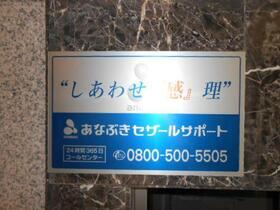 “しあわせ 感』 理”
あなぶきセザールサポート
24時間365日
コールセンター
0800-500-5505